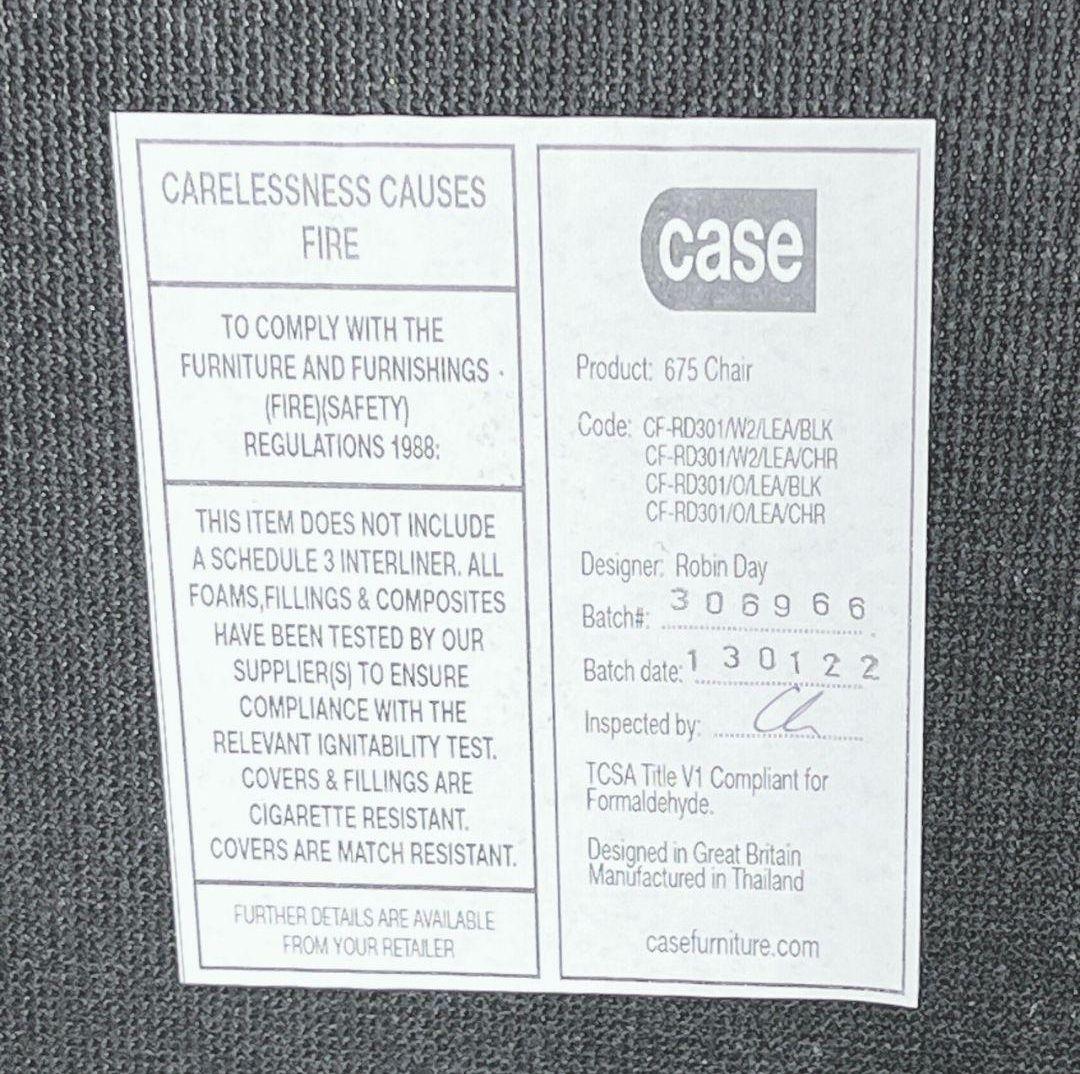 CARELESSNESS CAUSES
FIRE
TO COMPLY WITH THE
FURNITURE AND FURNISHINGS
(FIRE)(SAFETY)
REGULATIONS 1988:
THIS ITEM DOES NOT INCLUDE
A SCHEDULE 3 INTERLINER. ALL
FOAMS,FILLINGS & COMPOSITES
HAVE BEEN TESTED BY OUR
SUPPLIER(S) TO ENSURE
COMPLIANCE WITH THE
RELEVANT IGNITABILITY TEST.
COVERS & FILLINGS ARE
CIGARETTE RESISTANT.
COVERS ARE MATCH RESISTANT.
FURTHER DETAILS ARE AVAILABLE
FROM YOUR RETAILER
case
Product: 675 Chair
Code: CF-RD301/W2/LEA/BLK
CF-RD301/W2/LEA/CHR
CF-RD301/O/LEA/BLK
CF-RD301/O/LEA/CHR
Designer: Robin Day
Batch#: 306966
Batch date: 130122
Inspected by:
TCSA Title V1 Compliant for
Formaldehyde.
Designed in Great Britain
Manufactured in Thailand
casefurniture.com